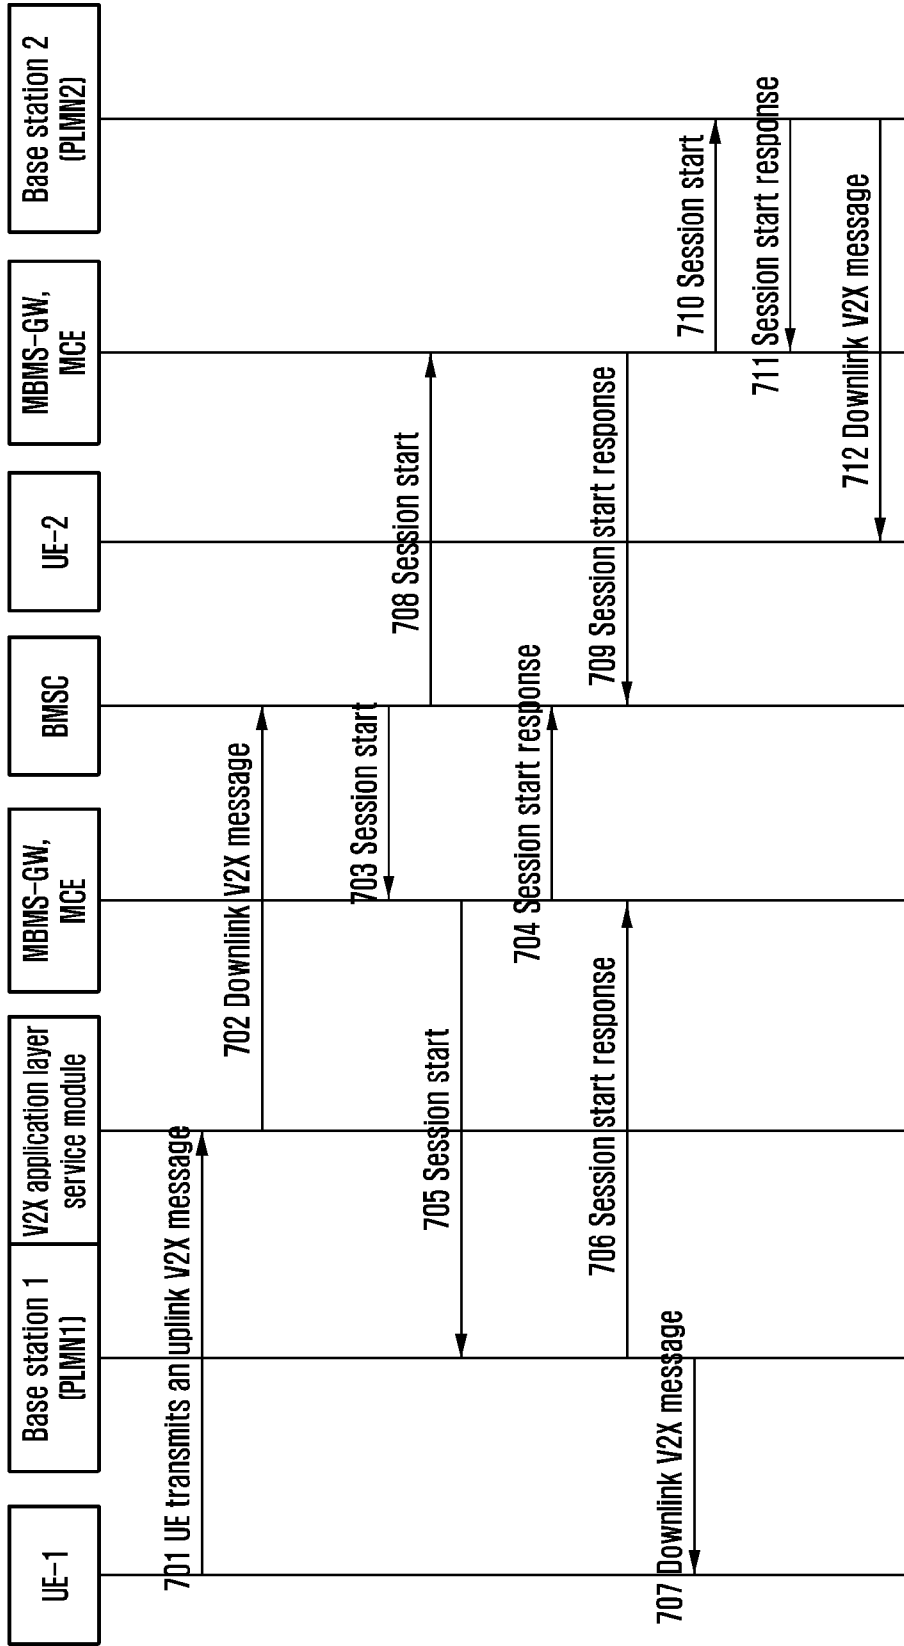 UE-1
Base station 1
(PLMN1)
V2X application layer
service module
MBMS-GW,
MCE
BMSC
UE-2
MBMS-GW,
MCE
Base station 2
(PLMN2)
701 UE transmits an uplink V2X message
702 Downlink V2X message
703 Session start
708 Session start
705 Session start
704 Session start response
706 Session start response
709 Session start response
707 Downlink V2X message
710 Session start
711 Session start response
712 Downlink V2X message